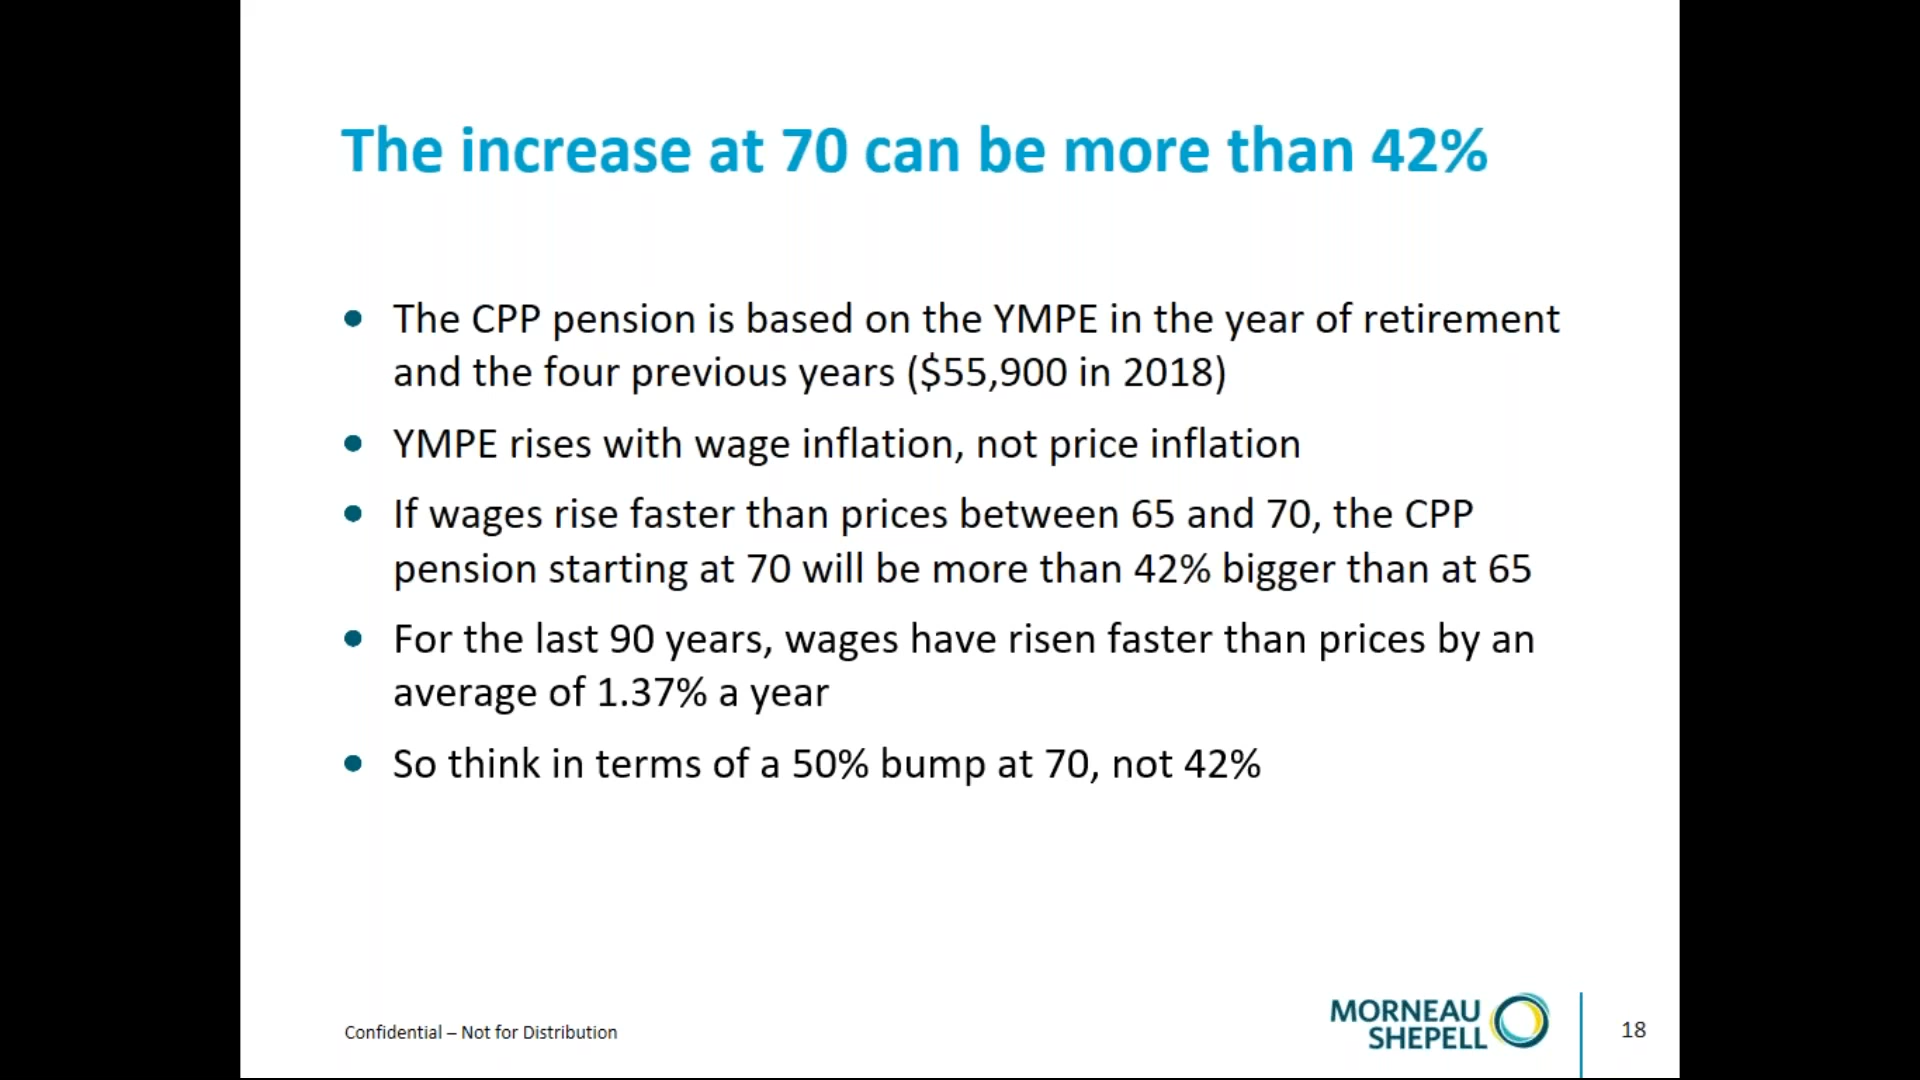 The increase at 70 can be more than 42%
• The CPP pension is based on the YMPE in the year of retirement
and the four previous years ($55,900 in 2018)
• YMPE rises with wage inflation, not price inflation
• If wages rise faster than prices between 65 and 70, the CPP
pension starting at 70 will be more than 42% bigger than at 65
• For the last 90 years, wages have risen faster than prices by an
average of 1.37% a year
• So think in terms of a 50% bump at 70, not 42%
Confidential – Not for Distribution
MORNEAU
SHEPELL
18